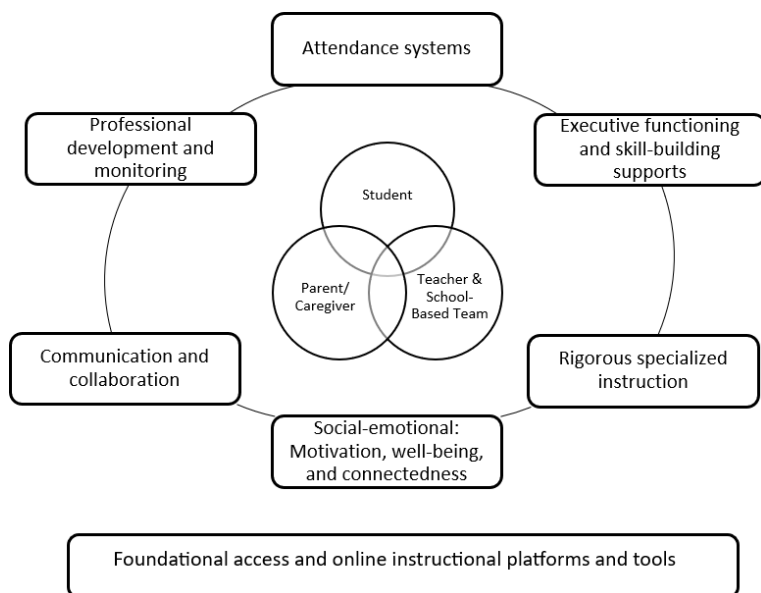 Attendance systems
Professional
development and
monitoring
Executive functioning
and skill-building
supports
Student
Parent/
Caregiver
Teacher &
School-
Based Team
Communication and
collaboration
Rigorous specialized
instruction
Social-emotional:
Motivation, well-being,
and connectedness
Foundational access and online instructional platforms and tools